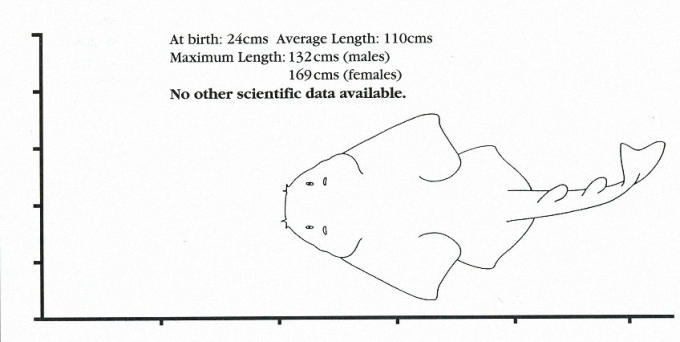 At birth: 24cms Average Length: 110cms
Maximum Length: 132cms (males)
169cms (females)
No other scientific data available.